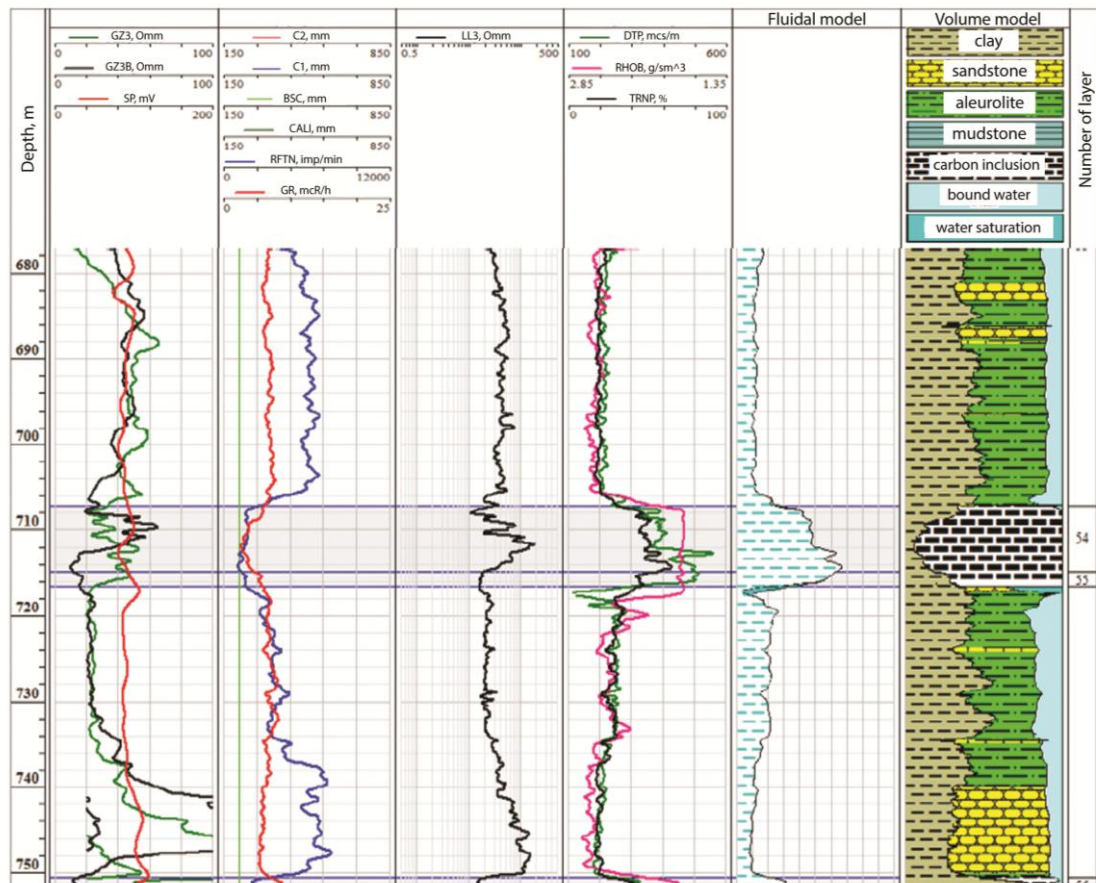 Depth, m
GZ3, Omm
0 100
GZ3B, Omm
0 100
SP, mV
0 200
C2, mm
150 850
C1, mm
150 850
BSC, mm
150 850
CALI, mm
150 850
RFTN, imp/min
0 12000
GR, mcR/h
0 25
LL3, Omm
0.5 500
DTP, mcs/m
100 600
RHOB, g/sm^3
2.85 1.35
TRNP, %
0 100
Fluidal model
Volume model
clay
sandstone
aleurolite
mudstone
carbon inclusion
bound water
water saturation
Number of layer
680
690
700
710
720
730
740
750
54
53